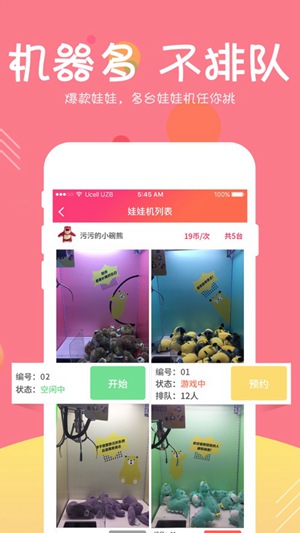 机器多 不排队
爆款娃娃，多台娃娃机任你挑
Ucell UZB
5:45 AM
100%
娃娃机列表
污污的小碗熊
19币/次
共5台
编号：02
状态：空闲中
开始
编号：01
状态：游戏中
排队：12人
预约